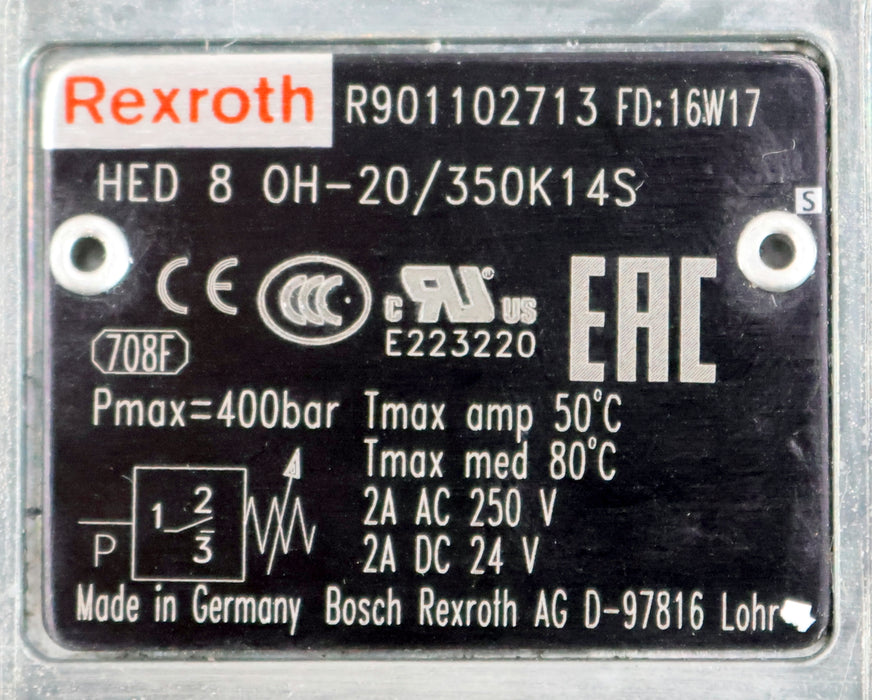 Rexroth R901102713 FD:16W17
HED 8 OH-20/350K14S
S
CE CCC c RU ® US EAC
E223220
708F
Pmax=400bar Tmax amp 50°C
Tmax med 80°C
2A AC 250 V
2A DC 24 V
P 1 2 3
Made in Germany Bosch Rexroth AG D-97816 Lohr